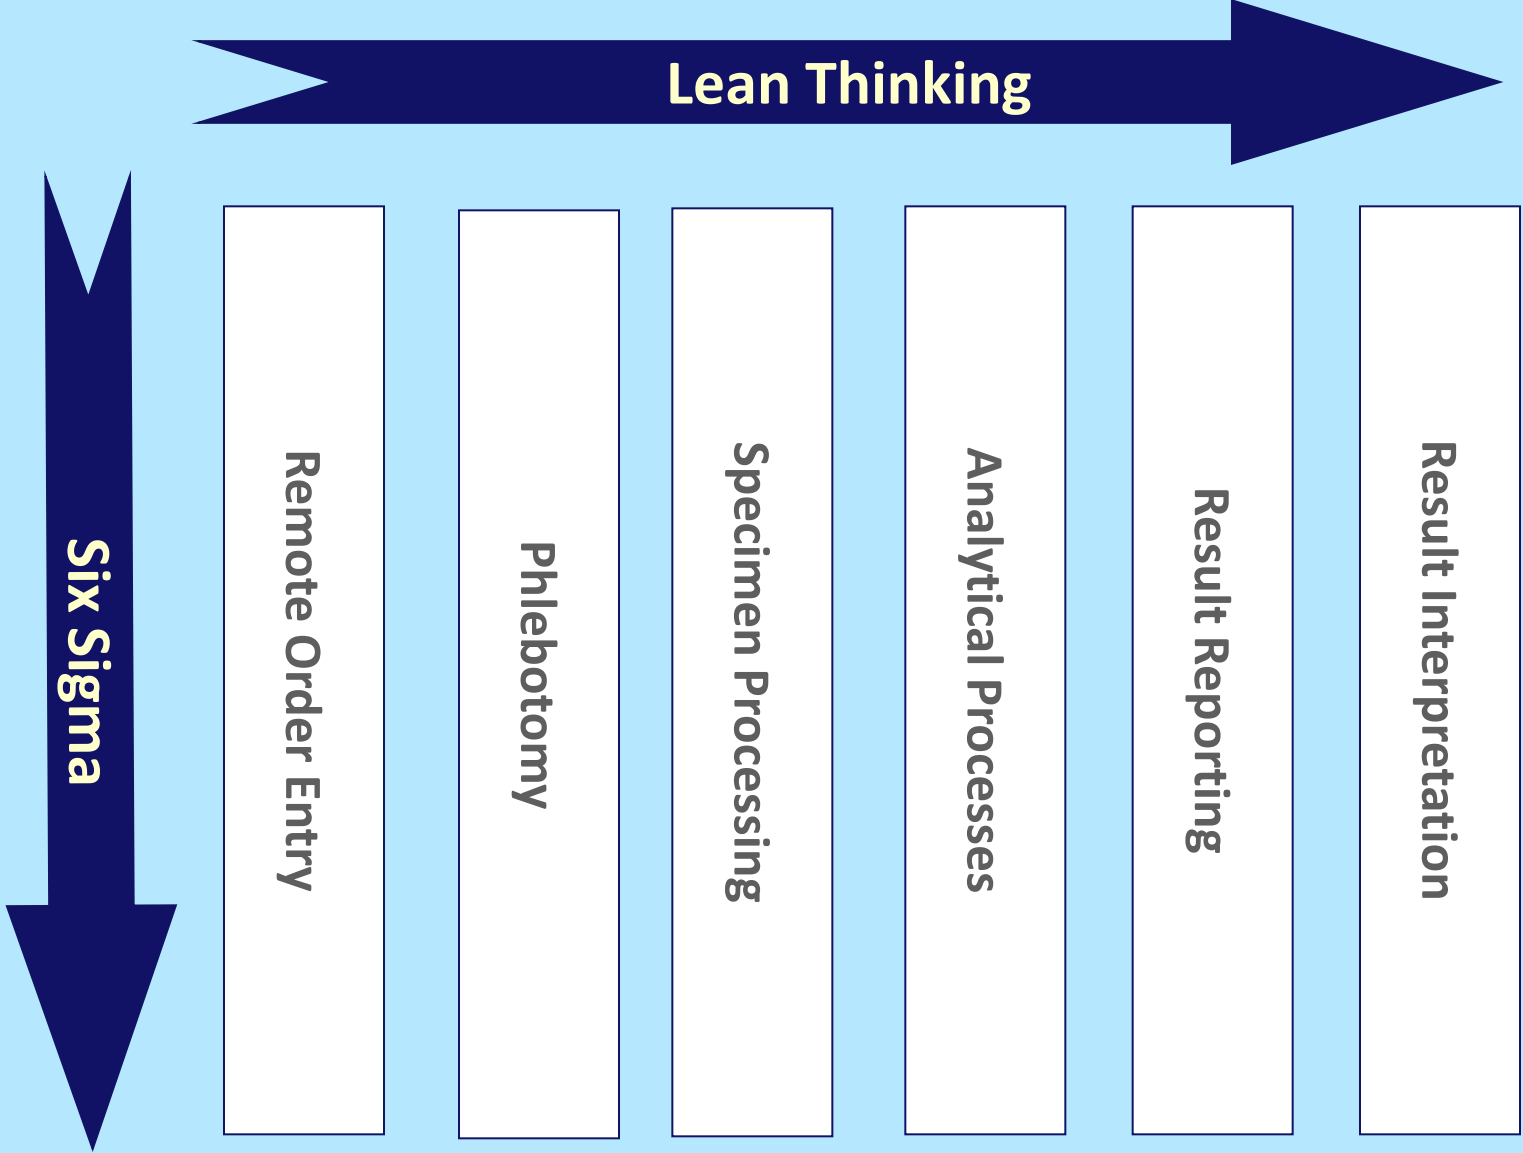 Lean Thinking
Six Sigma
Remote Order Entry
Phlebotomy
Specimen Processing
Analytical Processes
Result Reporting
Result Interpretation